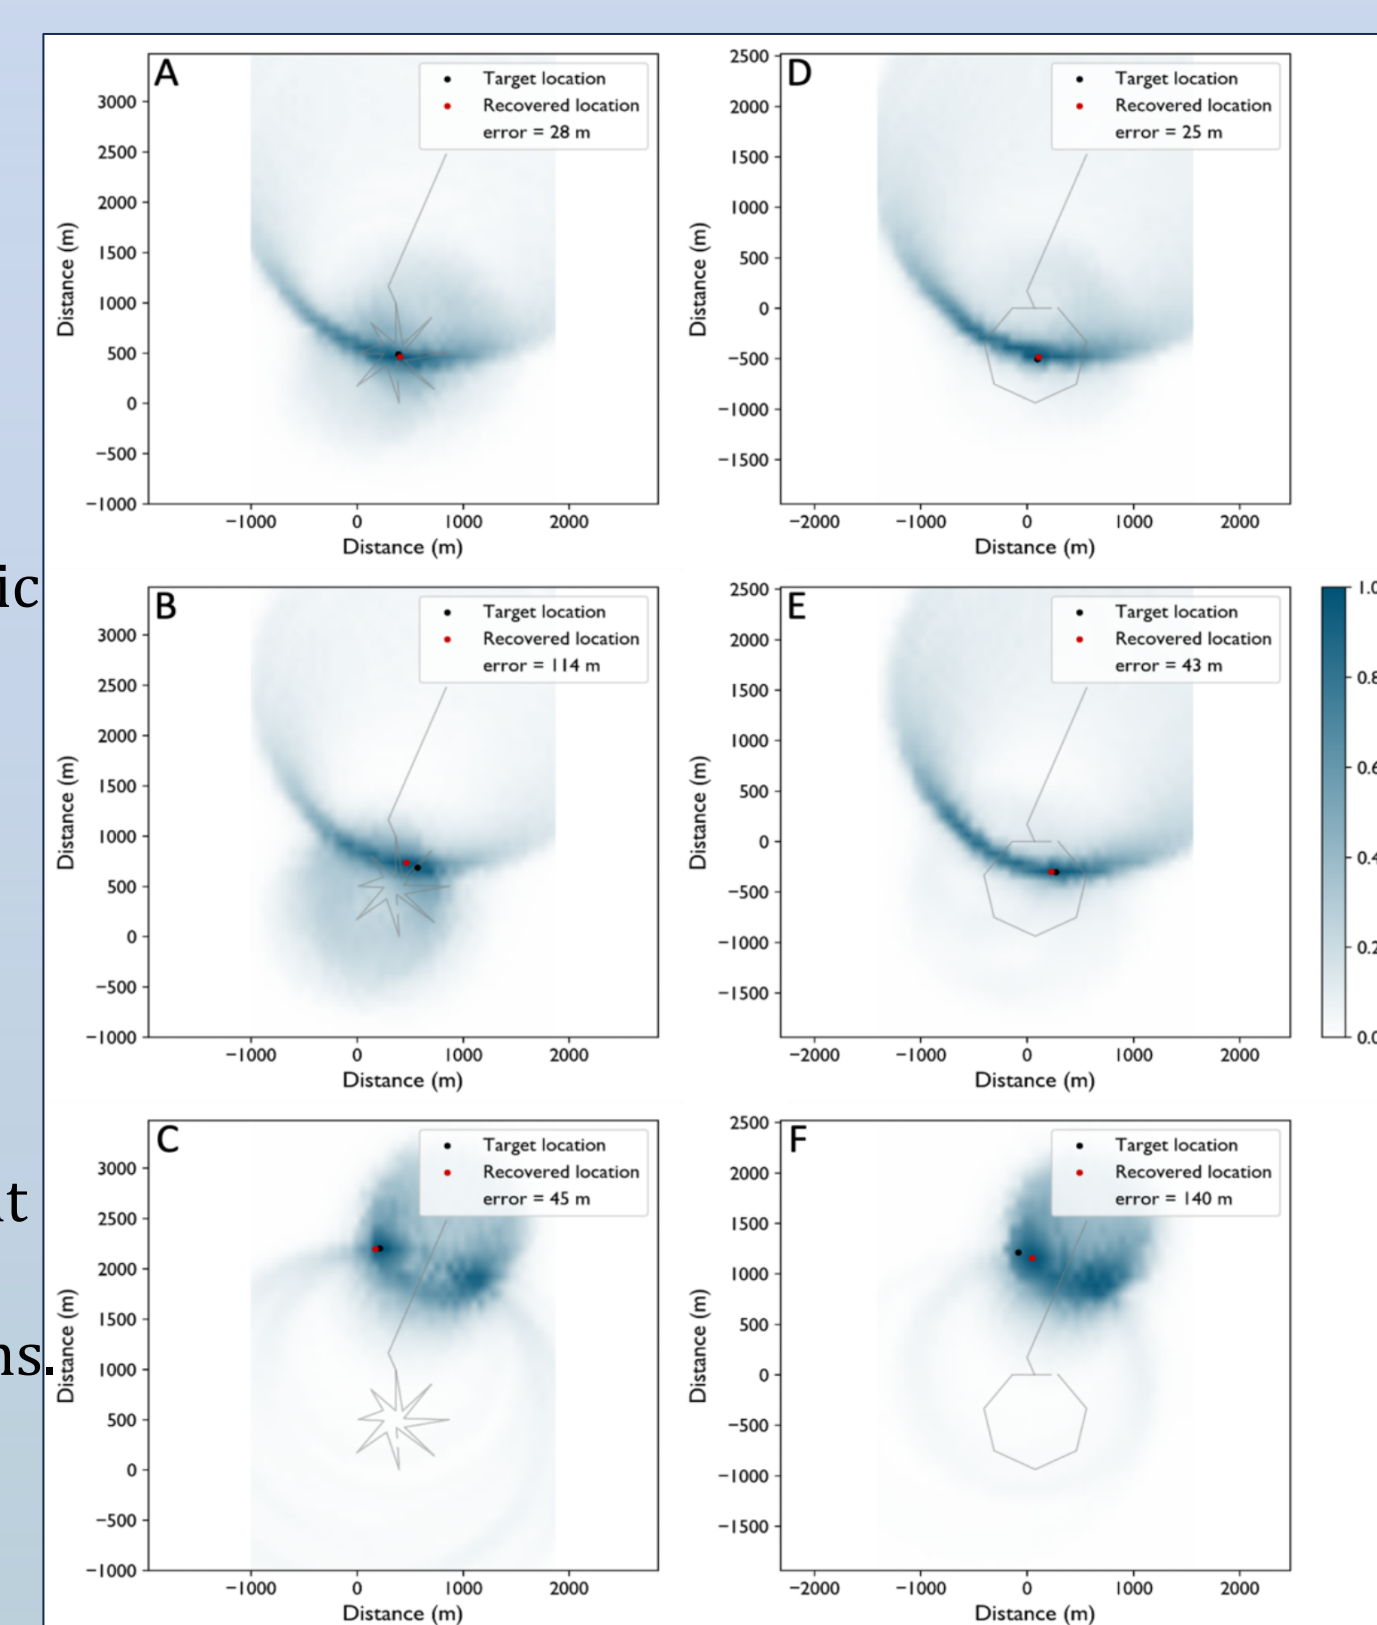 ic
t
ns.
A
Target location
Recovered location
error = 28 m
3000
2500
2000
1500
1000
500
0
−500
−1000
Distance (m)
−1000 0 1000 2000
Distance (m)
D
Target location
Recovered location
error = 25 m
2500
2000
1500
1000
500
0
−500
−1000
−1500
Distance (m)
−2000 −1000 0 1000 2000
Distance (m)
B
Target location
Recovered location
error = 114 m
3000
2500
2000
1500
1000
500
0
−500
−1000
Distance (m)
−1000 0 1000 2000
Distance (m)
E
Target location
Recovered location
error = 43 m
2500
2000
1500
1000
500
0
−500
−1000
−1500
Distance (m)
−2000 −1000 0 1000 2000
Distance (m)
1.0
0.8
0.6
0.4
0.2
0.0
C
Target location
Recovered location
error = 45 m
3000
2500
2000
1500
1000
500
0
−500
−1000
Distance (m)
−1000 0 1000 2000
Distance (m)
F
Target location
Recovered location
error = 140 m
2500
2000
1500
1000
500
0
−500
−1000
−1500
Distance (m)
−2000 −1000 0 1000 2000
Distance (m)